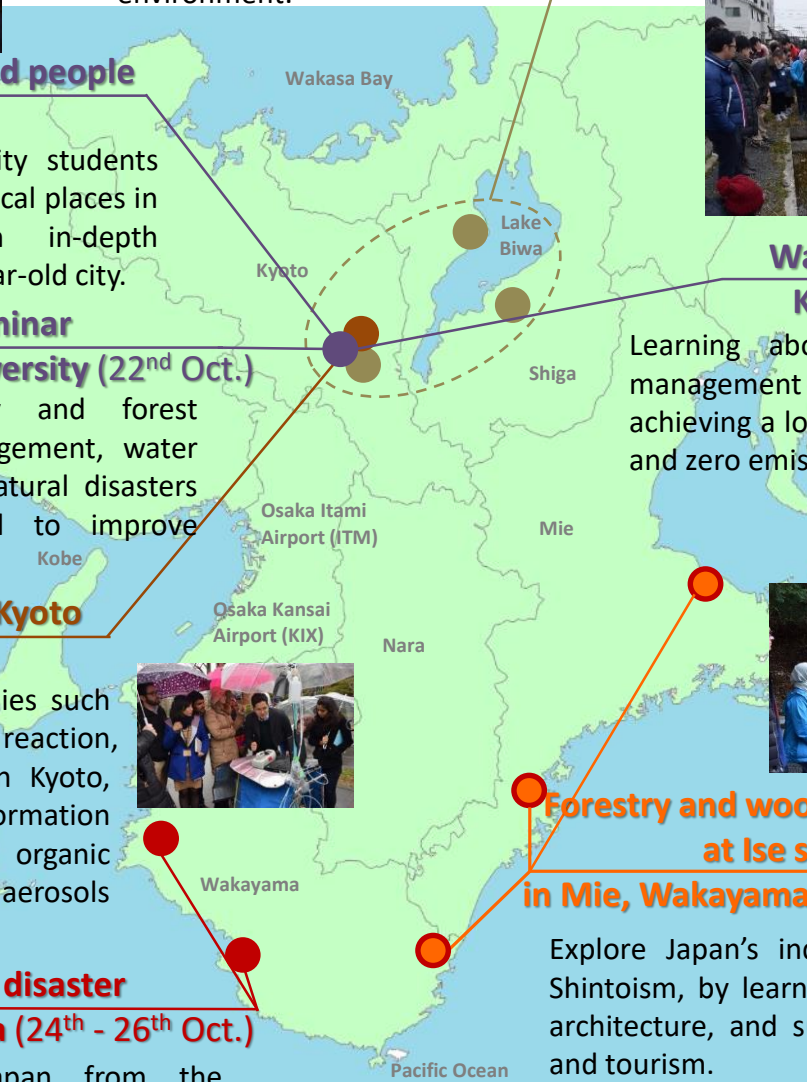 environment.
d people
Wakasa Bay
ity students
ical places in
in-depth
ar-old city.
Lake
Biwa
Kyoto
Wa
K
minar
versity (22nd Oct.)
and forest
gement, water
atural disasters
to improve
Learning abo
management
achieving a lo
and zero emis
Shiga
Osaka Itami
Airport (ITM)
Mie
Kobe
Kyoto
Osaka Kansai
Airport (KIX)
Nara
ties such
reaction,
n Kyoto,
ormation
organic
aerosols
Forestry and woo
at Ise s
in Mie, Wakayama
Wakayama
Explore Japan’s ind
Shintoism, by learn
architecture, and s
and tourism.
disaster
(24th - 26th Oct.)
apan from the
Pacific Ocean